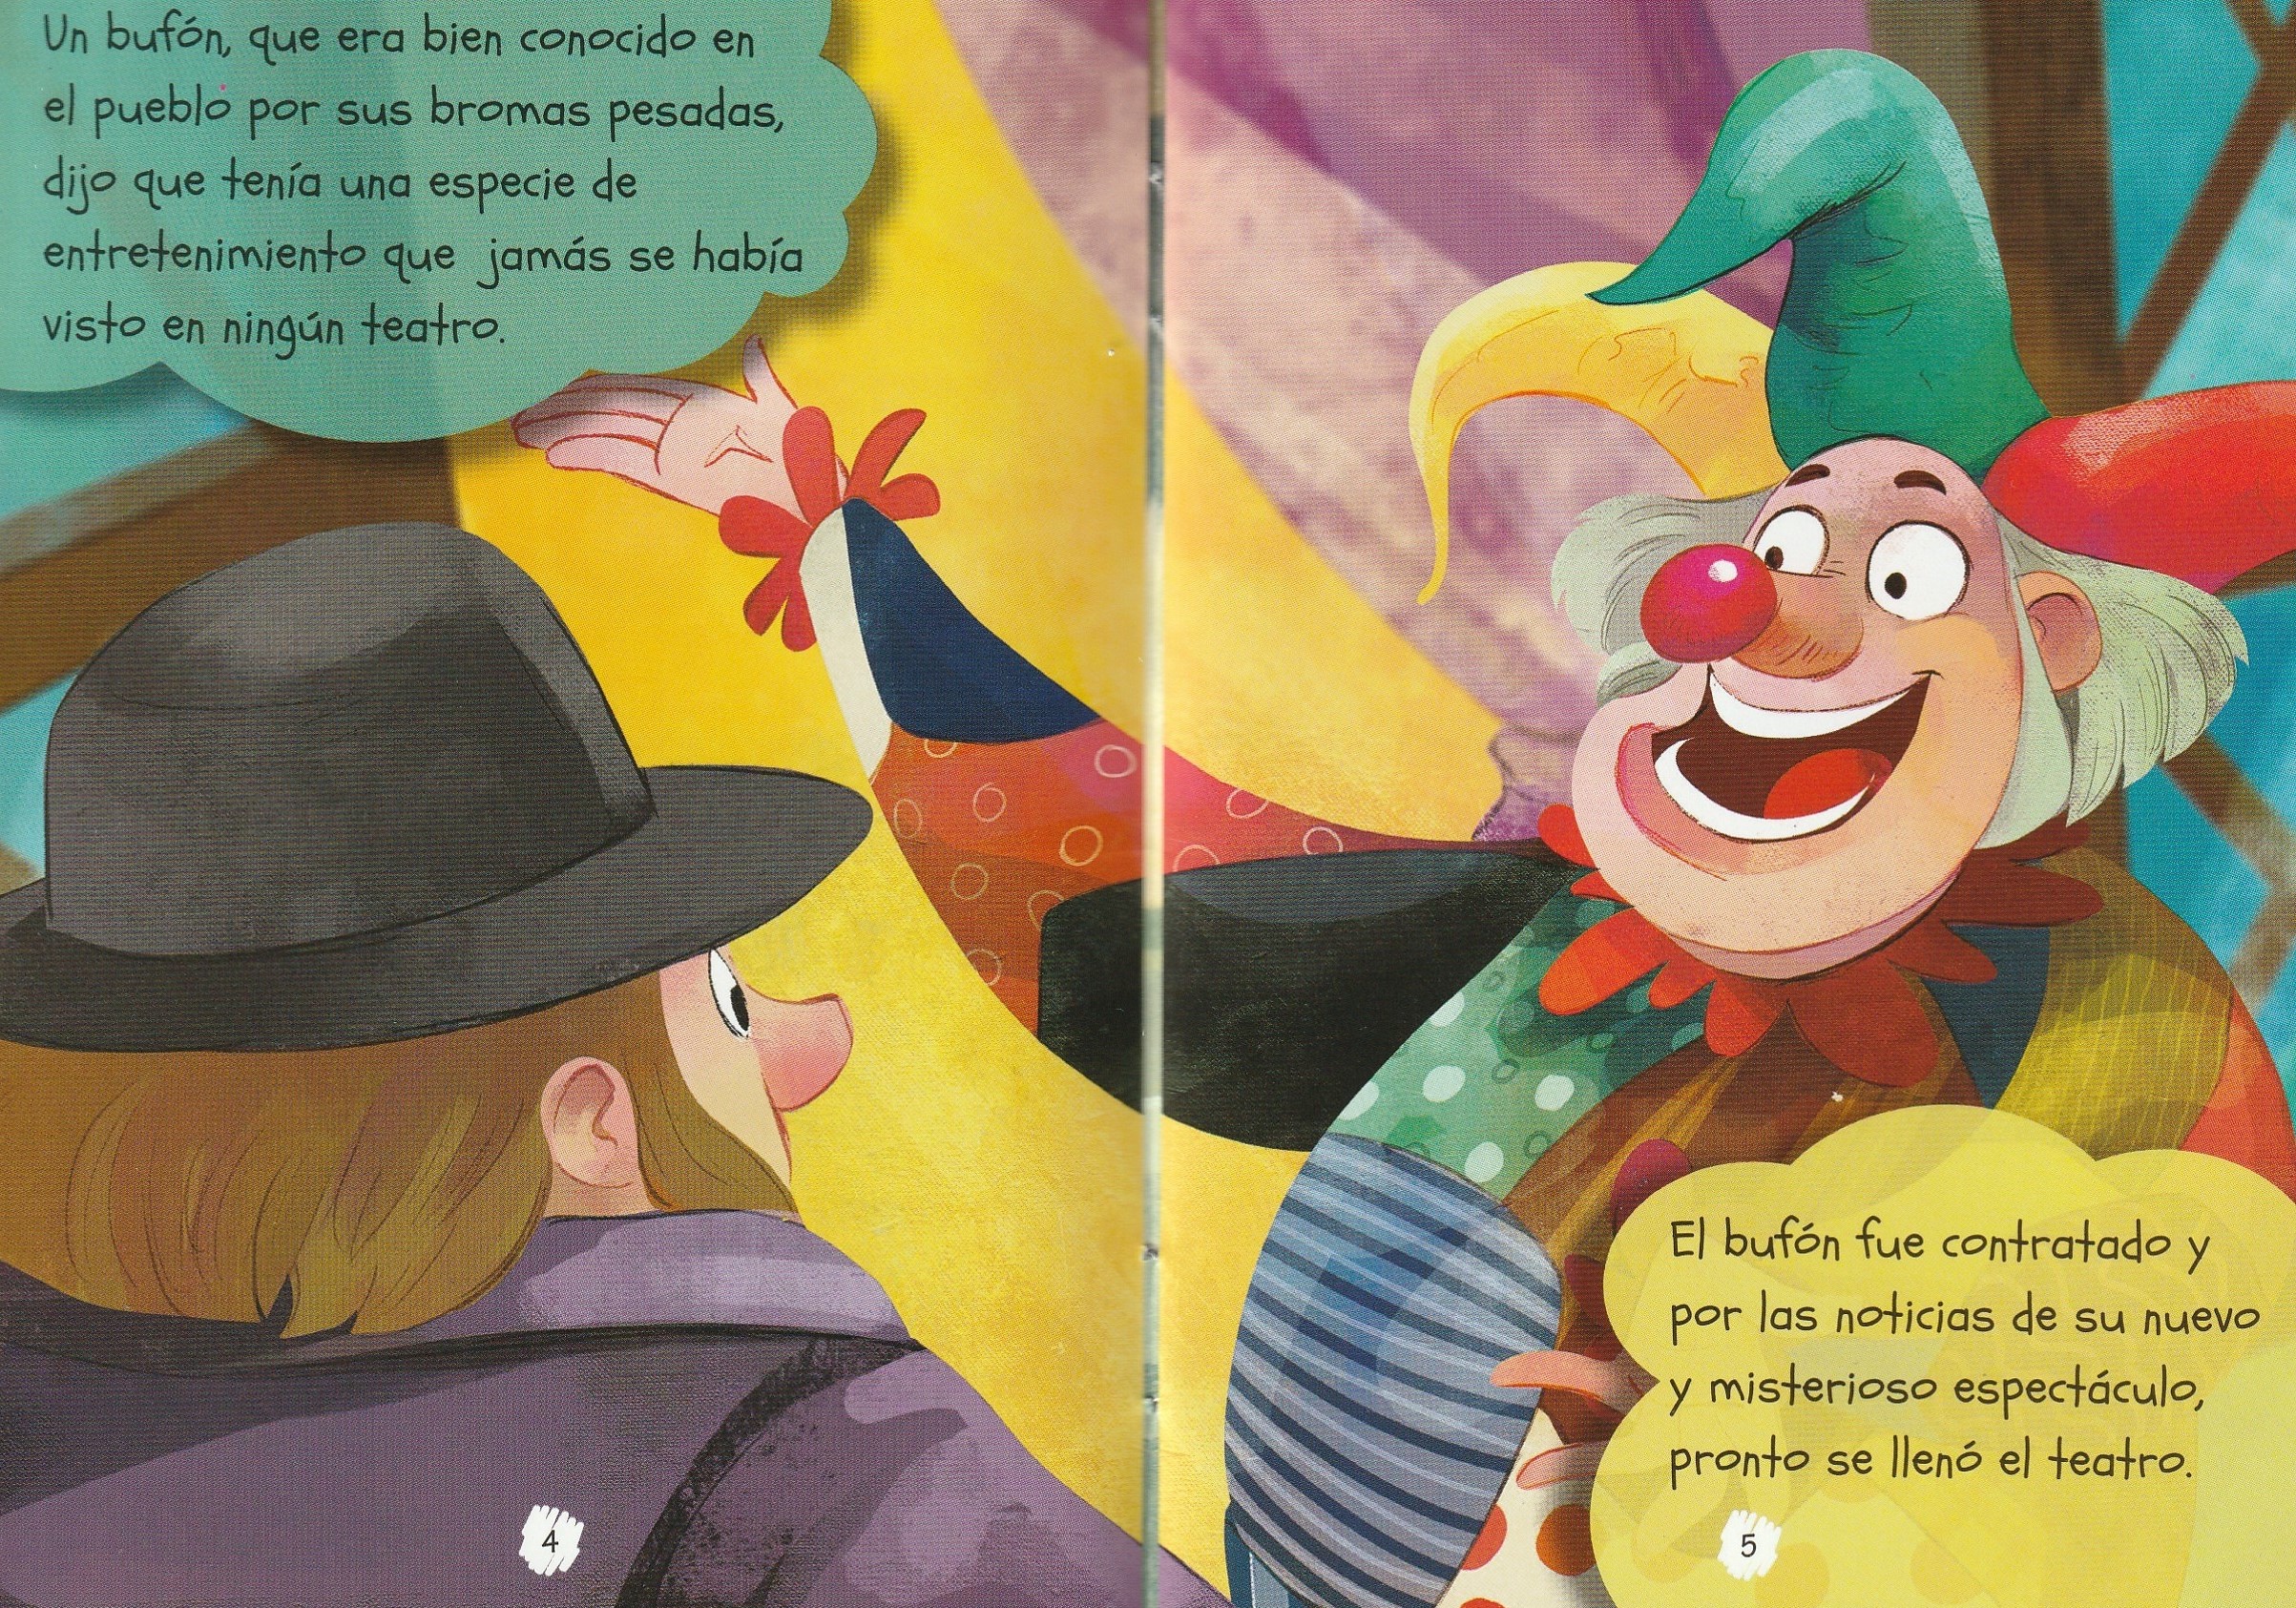 Un bufón, que era bien conocido en
el pueblo por sus bromas pesadas,
dijo que tenía una especie de
entretenimiento que jamás se había
visto en ningún teatro.
4
El bufón fue contratado y
por las noticias de su nuevo
y misterioso espectáculo,
pronto se llenó el teatro.
5